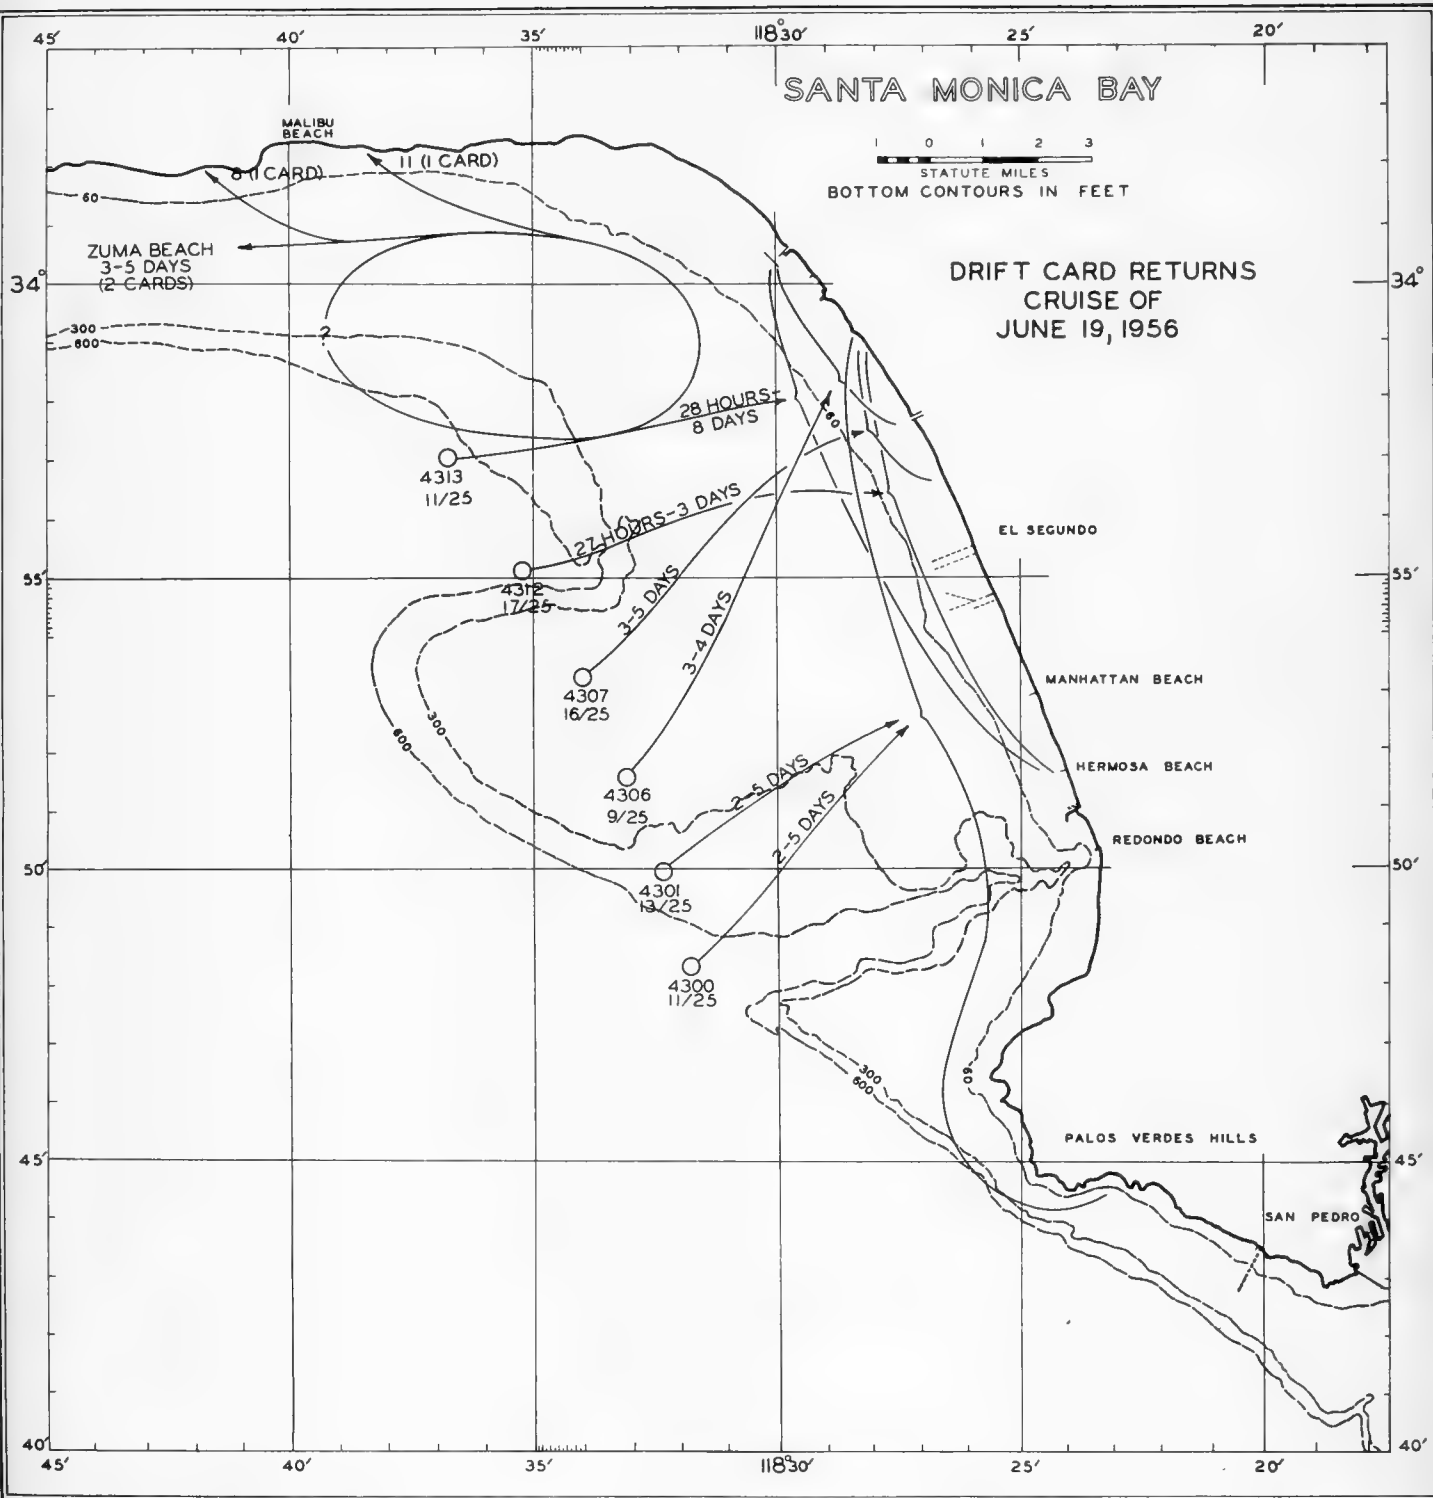 45′ 40′ 35′ 118°30′ 25′ 20′
SANTA MONICA BAY
1 0 1 2 3
STATUTE MILES
BOTTOM CONTOURS IN FEET
MALIBU
BEACH
8 (1 CARD)
11 (1 CARD)
60
ZUMA BEACH
3-5 DAYS
(2 CARDS)
DRIFT CARD RETURNS
CRUISE OF
JUNE 19, 1956
34° 34°
300
600
?
28 HOURS-
8 DAYS
60
4313
11/25
27 HOURS-3 DAYS
EL SEGUNDO
55′ 55′
4312
17/25
3-5 DAYS
3-4 DAYS
4307
16/25
MANHATTAN BEACH
300
600
HERMOSA BEACH
2-5 DAYS
4306
9/25
2-5 DAYS
REDONDO BEACH
50′ 50′
4301
13/25
4300
11/25
300
600
60
PALOS VERDES HILLS
45′ 45′
SAN PEDRO
40′ 40′
45′ 40′ 35′ 118°30′ 25′ 20′